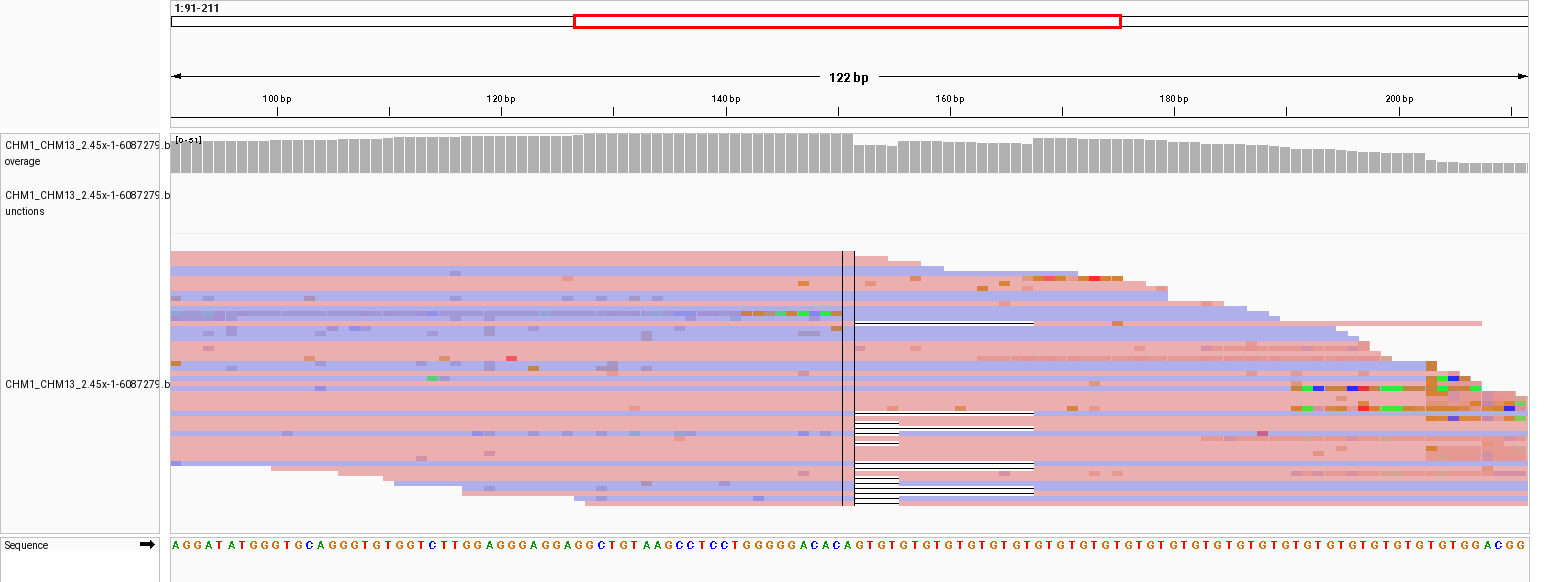 1:91-211
122 bp
100 bp 120 bp 140 bp 160 bp 180 bp 200 bp
[0-51]
CHM1_CHM13_2.45x-1-6087279.b
overage
CHM1_CHM13_2.45x-1-6087279.b
unctions
CHM1_CHM13_2.45x-1-6087279.b
Sequence
AGGATATGGGTGCAGGGTGTGGTCTTGGAGGGAGGAGGCTGTAAGCCTCCTGGGGGACACAGTGTGTGTGTGTGTGTGTGTGTGTGTGTGTGTGTGTGTGTGTGTGTGTGTGGACGG